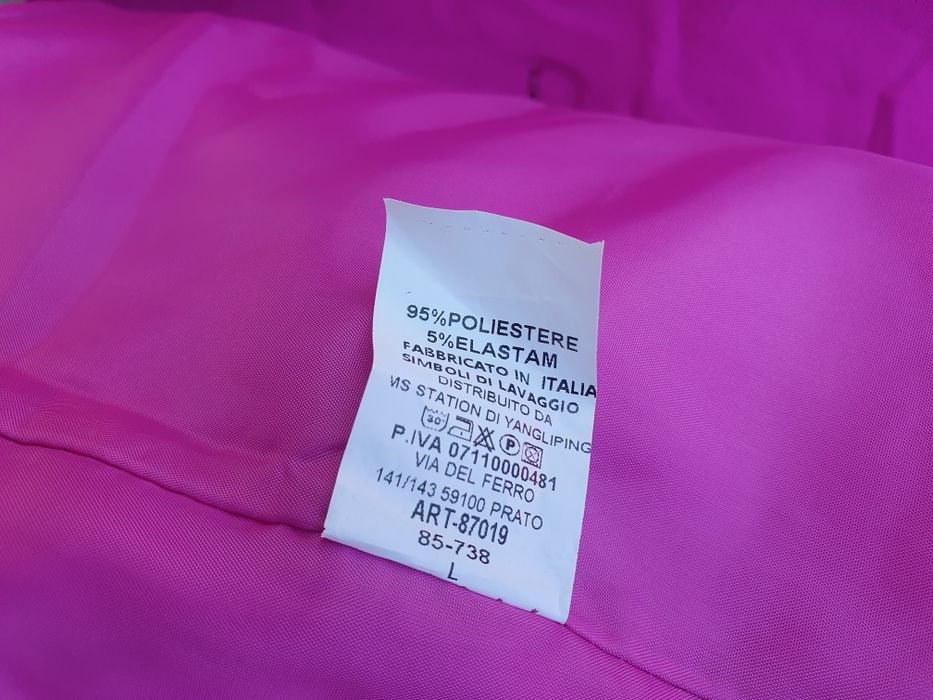 95%POLIESTERE
5%ELASTAM
FABBRICATO IN ITALIA
SIMBOLI DI LAVAGGIO
DISTRIBUITO DA
MS STATION DI YANGLIPING
30 P
P.IVA 07110000481
VIA DEL FERRO
141/143 59100 PRATO
ART-87019
85-738
L